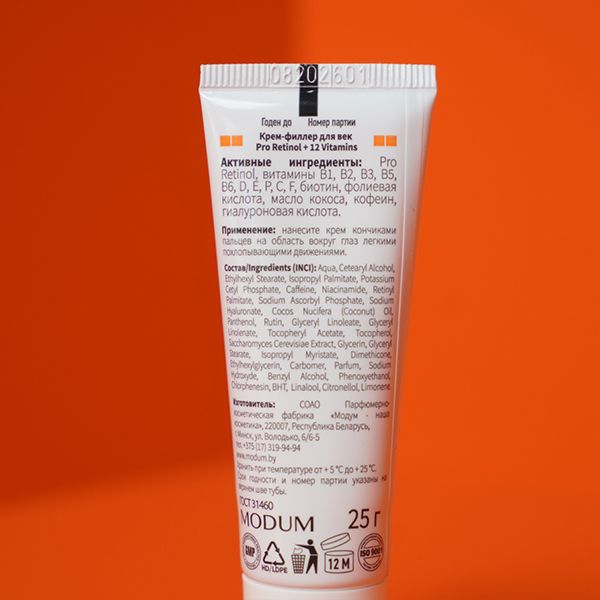 08202601
Годен до Номер партии
Крем-филлер для век
Pro Retinol + 12 Vitamins
Активные ингредиенты: Pro
Retinol, витамины B1, B2, B3, B5,
B6, D, E, P, C, F, биотин, фолиевая
кислота, масло кокоса, кофеин,
гиалуроновая кислота.
Применение: нанесите крем кончиками
пальцев на область вокруг глаз легкими
похлопывающими движениями.
Состав/Ingredients (INCI): Aqua, Cetearyl Alcohol,
Ethylhexyl Stearate, Isopropyl Palmitate, Potassium
Cetyl Phosphate, Caffeine, Niacinamide, Retinyl
Palmitate, Sodium Ascorbyl Phosphate, Sodium
Hyaluronate, Cocos Nucifera (Coconut) Oil,
Panthenol, Rutin, Glyceryl Linoleate, Glyceryl
Linolenate, Tocopheryl Acetate, Tocopherol,
Saccharomyces Cerevisiae Extract, Glycerin, Glyceryl
Stearate, Isopropyl Myristate, Dimethicone,
Ethylhexylglycerin, Carbomer, Parfum, Sodium
Hydroxide, Benzyl Alcohol, Phenoxyethanol,
Chlorphenesin, BHT, Linalool, Citronellol, Limonene.
Изготовитель: СОАО Парфюмерно-
косметическая фабрика «Модум - наша
косметика», 220007, Республика Беларусь,
г.Минск, ул. Володько, 6/6-5
тел. +375 (17) 319-94-94
www.modum.by
Хранить при температуре от + 5 °C до + 25 °C.
Срок годности и номер партии указаны на
верхнем шве тубы.
ГОСТ 31460
MODUM 25 г
GMP HD/LDPE 12 M ISO 9001